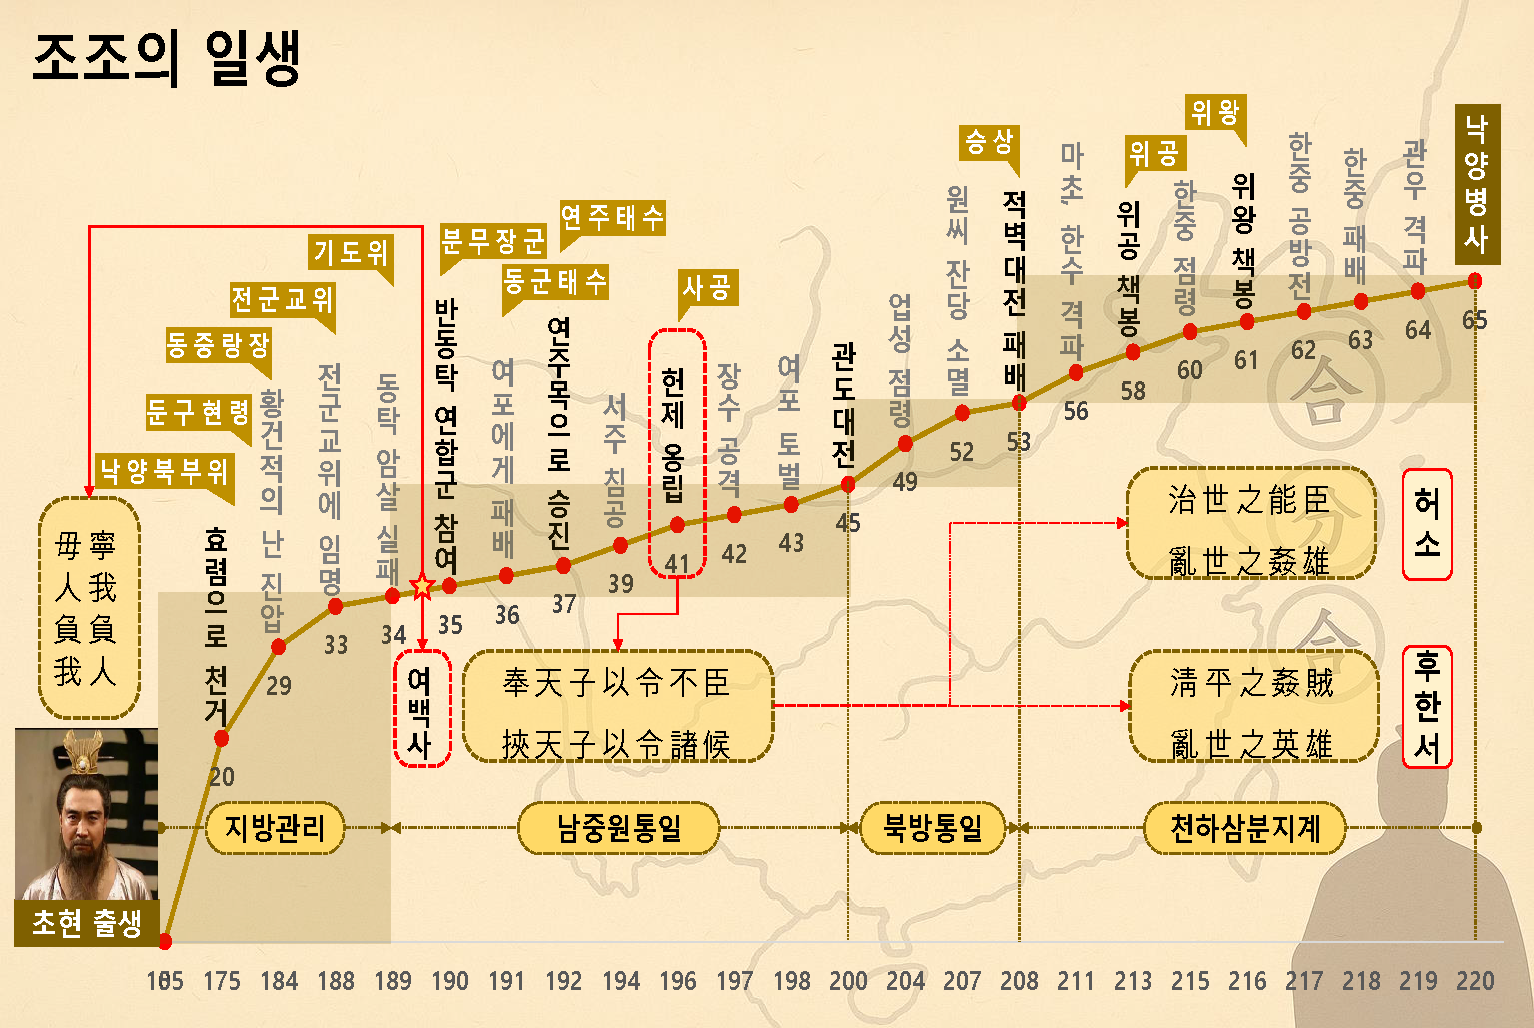 조조의 일생
낙양북부위
둔구현령
동중랑장
전군교위
기도위
분무장군
동군태수
연주태수
사공
승상
위공
위왕
효렴으로 천거
황건적의 난 진압
전군교위에 임명
동탁 암살 실패
반동탁 연합군 참여
여포에게 패배
연주목으로 승진
서주 침공
헌제 옹립
장수 공격
여포 토벌
관도대전
업성 점령
원씨 잔당 소멸
적벽대전 패배
마초, 한수 격파
위공 책봉
한중 점령
위왕 책봉
한중 공방전
한중 패배
관우 격파
낙양병사
20
29
33
34
35
36
37
39
41
42
43
45
49
52
53
56
58
60
61
62
63
64
65
寧我負人
毋人負我
여백사
奉天子以令不臣
挾天子以令諸候
治世之能臣
亂世之姦雄
허소
淸平之姦賊
亂世之英雄
후한서
合
分
合
지방관리
남중원통일
북방통일
천하삼분지계
초현 출생
175
184
188
189
190
191
192
194
196
197
198
200
204
207
208
211
213
215
216
217
218
219
220